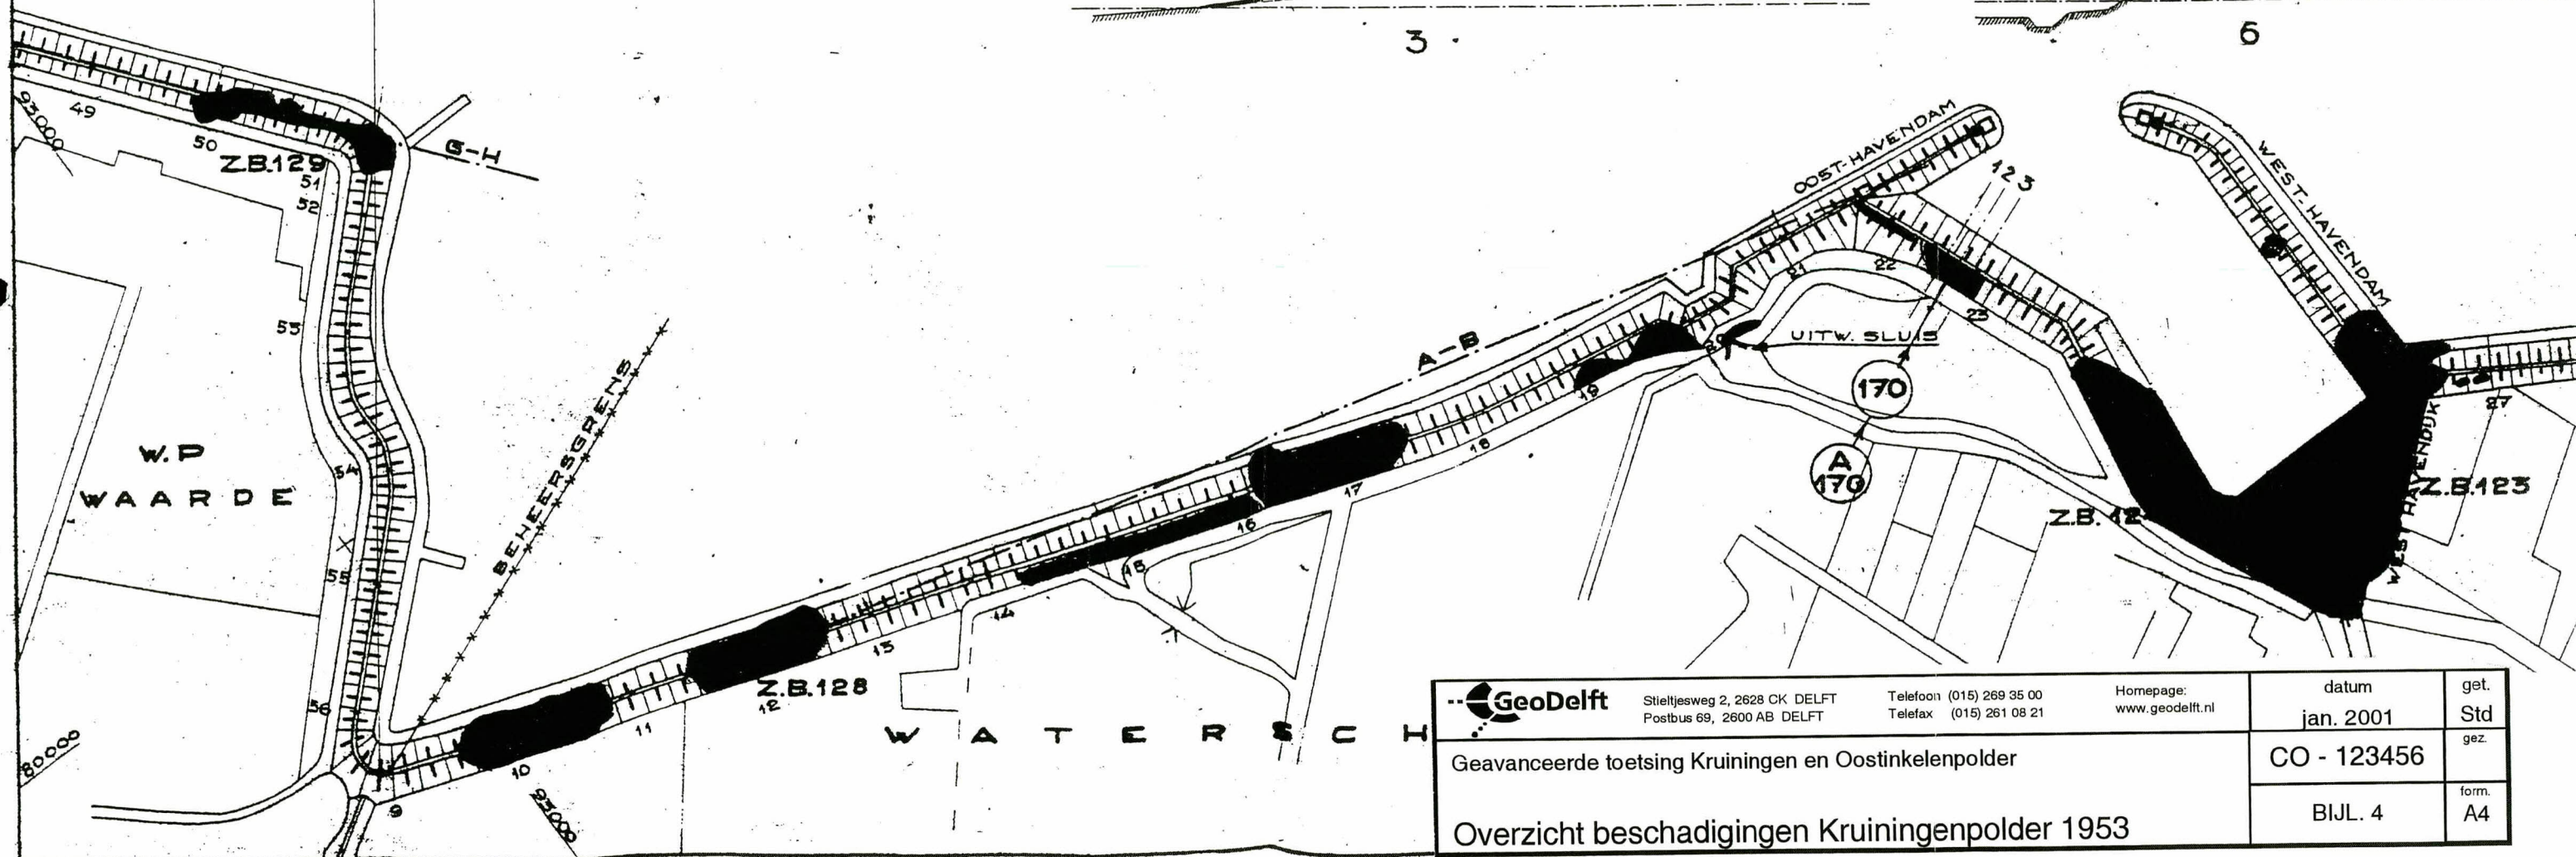 3
6
49
93000
50
Z.B.129
51
52
G-H
53
W.P
WAARDE
54
55
56
80000
BEHEERSGRENS
9
10
93000
11
Z.B.128
12
13
14
15
16
17
18
19
20
21
22
23
A-B
OOST-HAVENDAM
1 2 3
UITW. SLUIS
170
A
170
WEST-HAVENDAM
27
WEST HAVENDIJK
Z.B.123
Z.B. 12
WATERSCH
GeoDelft
Stieltjesweg 2, 2628 CK DELFT
Postbus 69, 2600 AB DELFT
Telefoon (015) 269 35 00
Telefax (015) 261 08 21
Homepage:
www.geodelft.nl
datum
jan. 2001
get.
Std
Geavanceerde toetsing Kruiningen en Oostinkelenpolder
CO - 123456
gez.
Overzicht beschadigingen Kruiningenpolder 1953
BIJL. 4
form.
A4